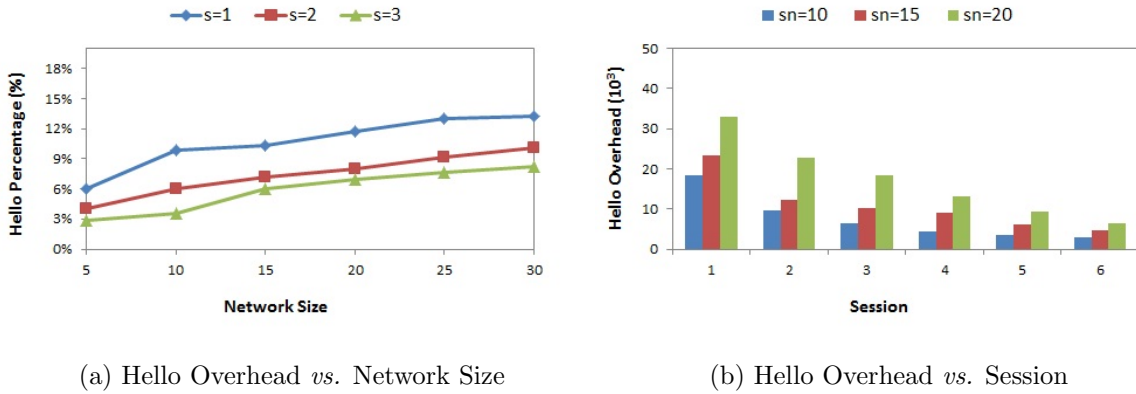 s=1 s=2 s=3
Hello Percentage (%)
18%
15%
12%
9%
6%
3%
0%
5 10 15 20 25 30
Network Size
(a) Hello Overhead vs. Network Size
sn=10 sn=15 sn=20
Hello Overhead (10³)
50
40
30
20
10
0
1 2 3 4 5 6
Session
(b) Hello Overhead vs. Session